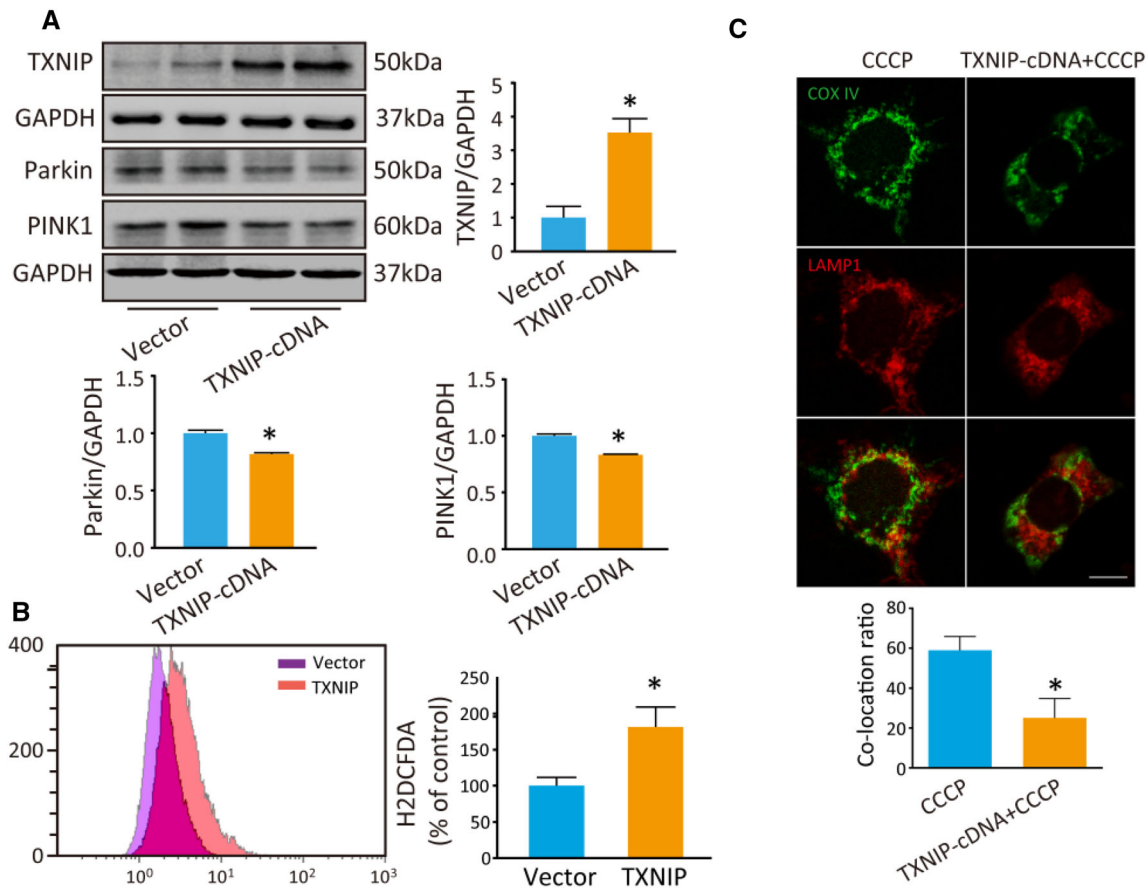 A
TXNIP 50kDa
GAPDH 37kDa
Parkin 50kDa
PINK1 60kDa
GAPDH 37kDa
Vector
TXNIP-cDNA
TXNIP/GAPDH
5
4
3
2
1
0
*
Vector
TXNIP-cDNA
Parkin/GAPDH
1.5
1.0
0.5
0.0
*
Vector
TXNIP-cDNA
PINK1/GAPDH
1.5
1.0
0.5
0.0
*
Vector
TXNIP-cDNA
B
400
200
0
10⁰ 10¹ 10² 10³
Vector
TXNIP
H2DCFDA
(% of control)
250
200
150
100
50
0
*
Vector TXNIP
C
CCCP TXNIP-cDNA+CCCP
COX IV
LAMP1
Co-location ratio
80
60
40
20
0
*
CCCP
TXNIP-cDNA+CCCP